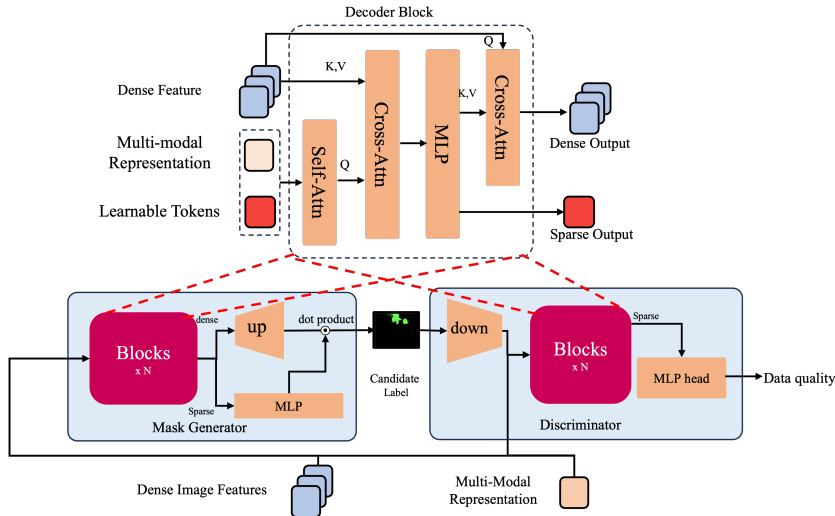 Decoder Block
Q
Dense Feature
K,V
K,V
Multi-modal
Representation
Self-Attn
Q
Cross-Attn
MLP
Cross-Attn
Dense Output
Learnable Tokens
Sparse Output
dense
up
dot product
Blocks
x N
Sparse
MLP
Mask Generator
Candidate
Label
down
Blocks
x N
Sparse
MLP head
Data quality
Discriminator
Dense Image Features
Multi-Modal
Representation